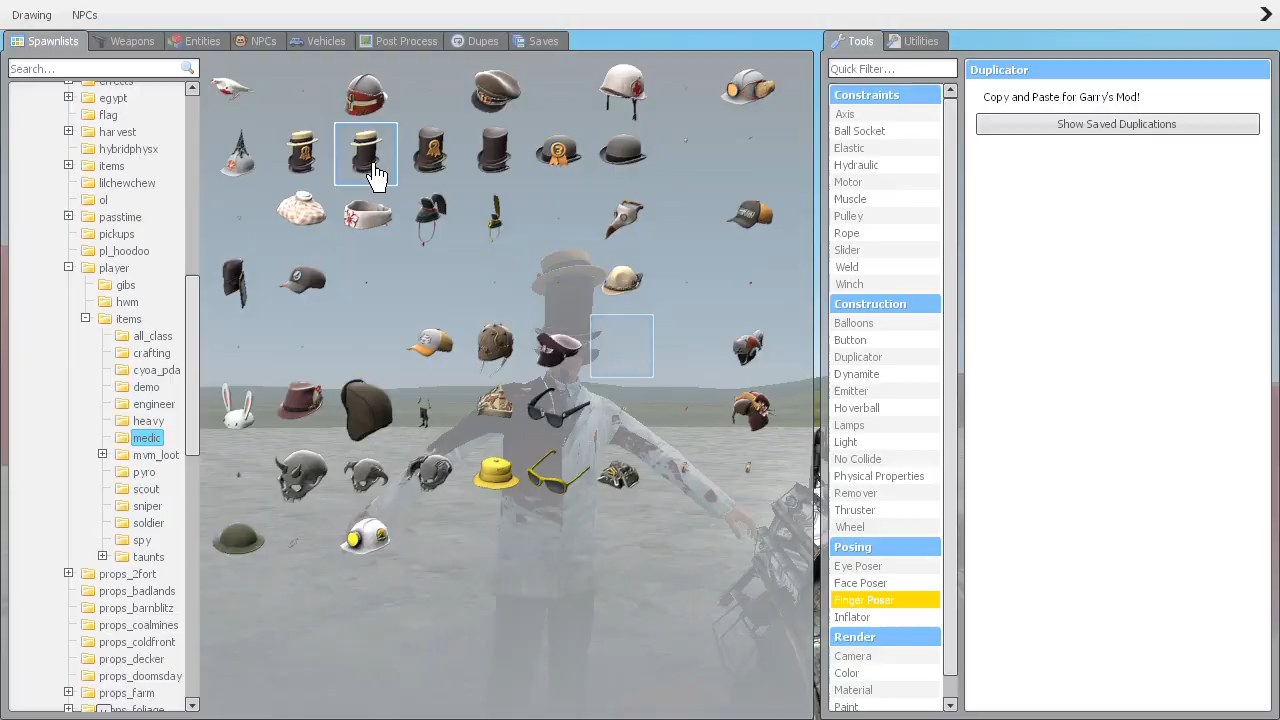 Drawing NPCs
Spawnlists Weapons Entities NPCs Vehicles Post Process Dupes Saves
Tools Utilities
Search...
egypt
flag
harvest
hybridphysx
items
lilchewchew
ol
passtime
pickups
pl_hoodoo
player
gibs
hwm
items
all_class
crafting
cyoa_pda
demo
engineer
heavy
medic
mvm_loot
pyro
scout
sniper
soldier
spy
taunts
props_2fort
props_badlands
props_barnblitz
props_coalmines
props_coldfront
props_decker
props_doomsday
props_farm
Quick Filter...
Constraints
Axis
Ball Socket
Elastic
Hydraulic
Motor
Muscle
Pulley
Rope
Slider
Weld
Winch
Construction
Balloons
Button
Duplicator
Dynamite
Emitter
Hoverball
Lamps
Light
No Collide
Physical Properties
Remover
Thruster
Wheel
Posing
Eye Poser
Face Poser
Finger Poser
Inflator
Render
Camera
Color
Material
Paint
Duplicator
Copy and Paste for Garry's Mod!
Show Saved Duplications